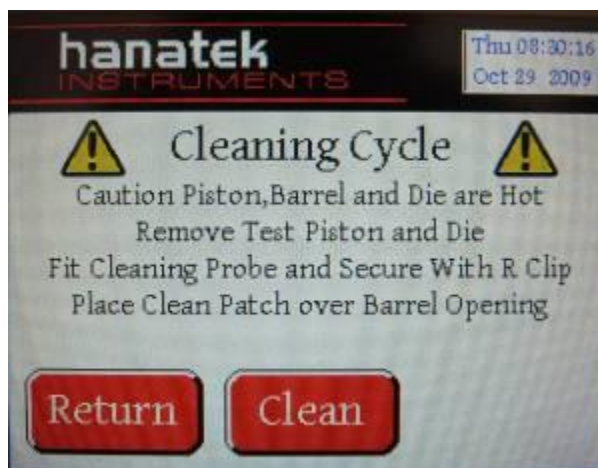 hanatek
INSTRUMENTS
Thu 08:30:16
Oct 29 2009
Cleaning Cycle
Caution Piston,Barrel and Die are Hot
Remove Test Piston and Die
Fit Cleaning Probe and Secure With R Clip
Place Clean Patch over Barrel Opening
Return
Clean